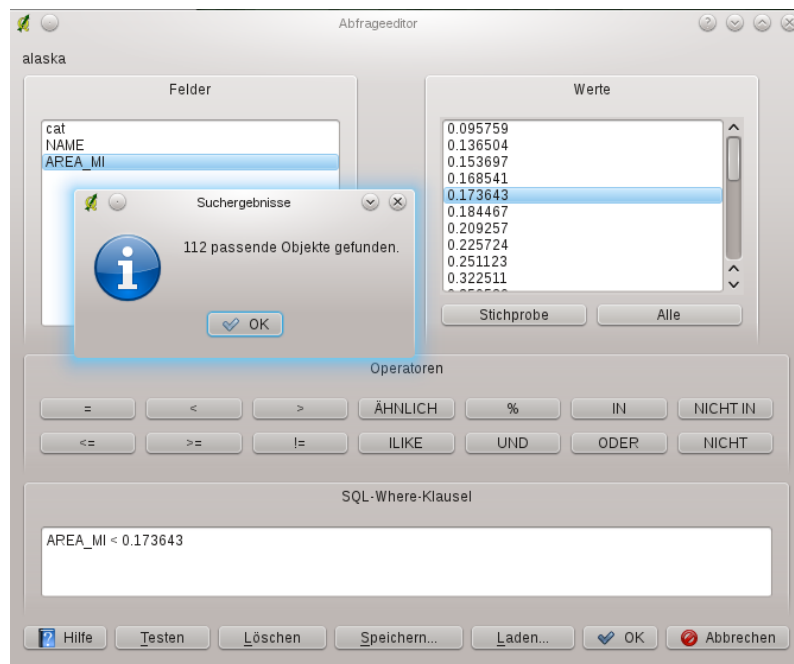 Abfrageeditor
alaska
Felder
cat
NAME
AREA_MI
Werte
0.095759
0.136504
0.153697
0.168541
0.173643
0.184467
0.209257
0.225724
0.251123
0.322511
Stichprobe
Alle
Suchergebnisse
112 passende Objekte gefunden.
OK
Operatoren
= < > ÄHNLICH % IN NICHT IN
<= >= != ILIKE UND ODER NICHT
SQL-Where-Klausel
AREA_MI < 0.173643
Hilfe Testen Löschen Speichern... Laden... OK Abbrechen